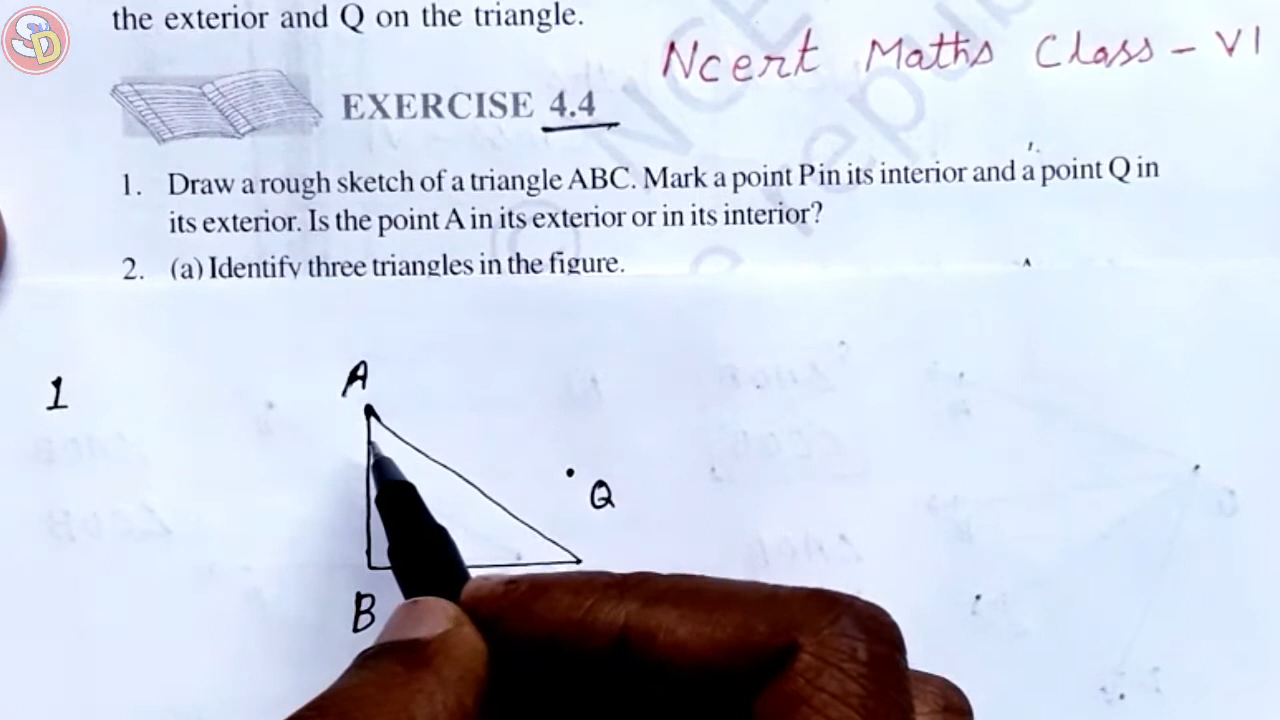 the exterior and Q on the triangle.
SD
Ncert Maths Class - VI
EXERCISE 4.4
1. Draw a rough sketch of a triangle ABC. Mark a point P in its interior and a point Q in
its exterior. Is the point A in its exterior or in its interior?
2. (a) Identify three triangles in the figure.
1
A
Q
B